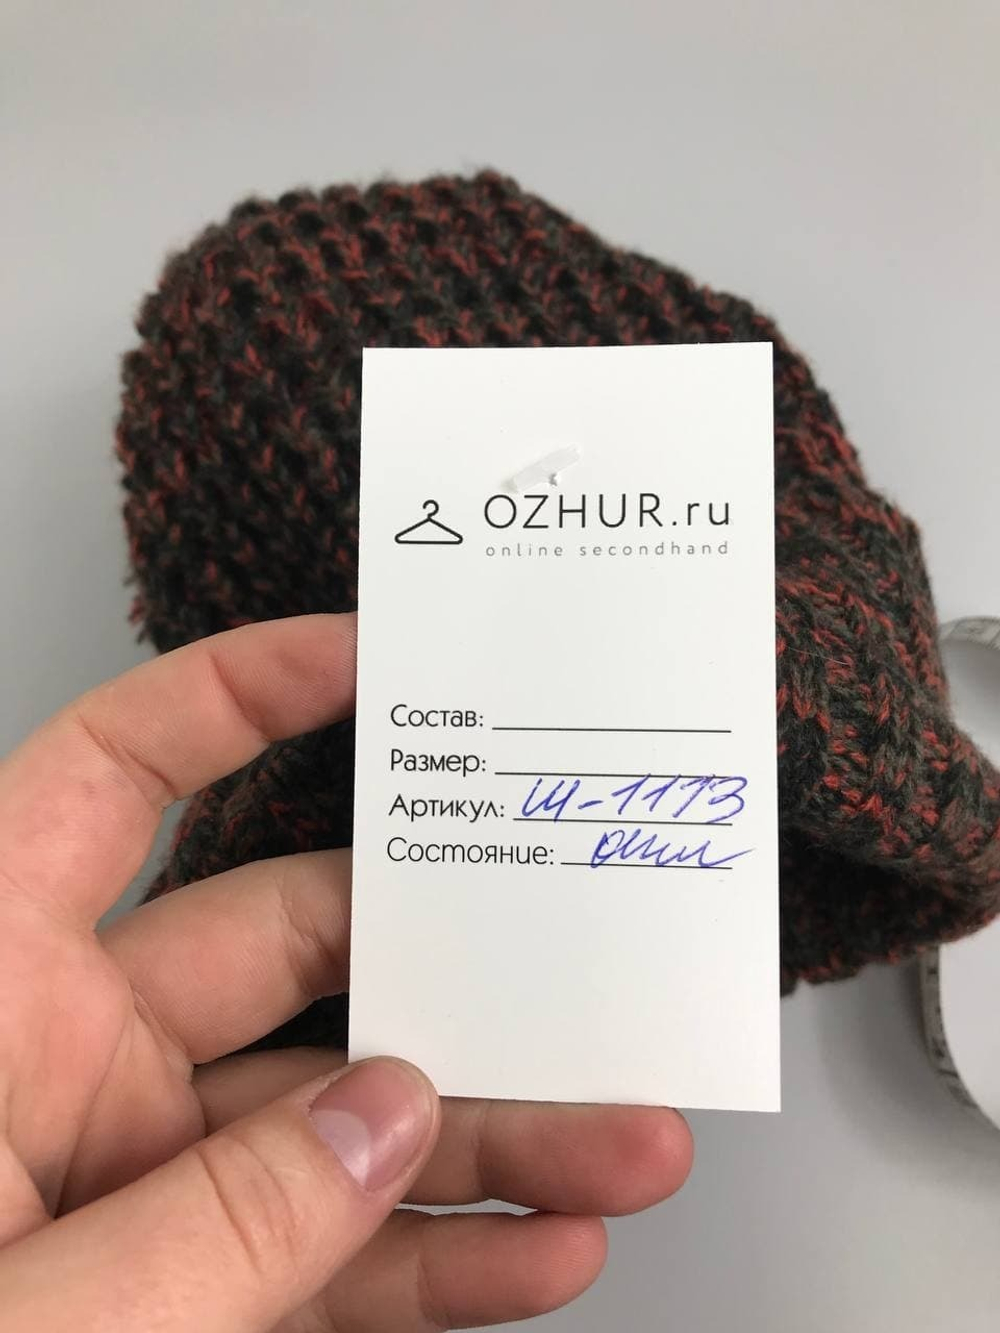 OZHUR.ru
online secondhand
Состав:
Размер:
Артикул: Ш-1173
Состояние: